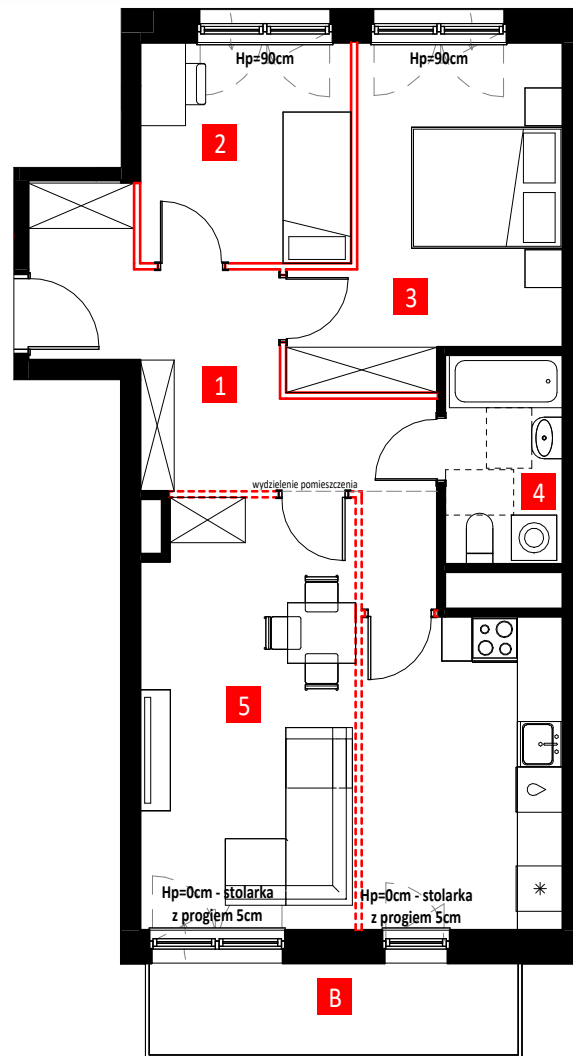 Hp=90cm
Hp=90cm
2
3
1
wydzielenie pomieszczenia
4
5
Hp=0cm - stolarka
z progiem 5cm
Hp=0cm - stolarka
z progiem 5cm
B